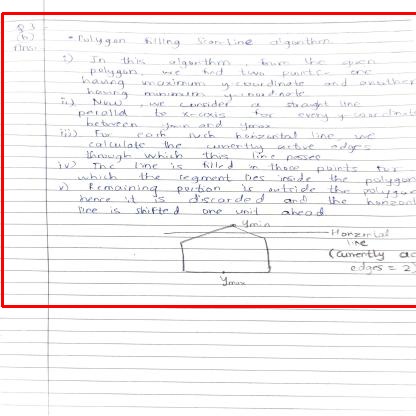 Q3
(b) - Polygon filling Scan-line algorithm
Ans:
i) In this algorithm, from the given
polygon, we find two points - one
having maximum y-coordinate and another
having minimum y-coordinate
ii) Now, we consider a straight line
parallel to x-axis for every y-coordinate
between ymin and ymax
iii) For each such horizontal line, we
calculate the currently active edges
through which this line passes
iv) The line is filled in those points for
which the segment lies inside the polygon
v) Remaining portion is outside the polygon
hence it is discarded and the horizontal
line is shifted one unit ahead
ymin
Horizontal
line
(currently ac
edges = 2)
ymax